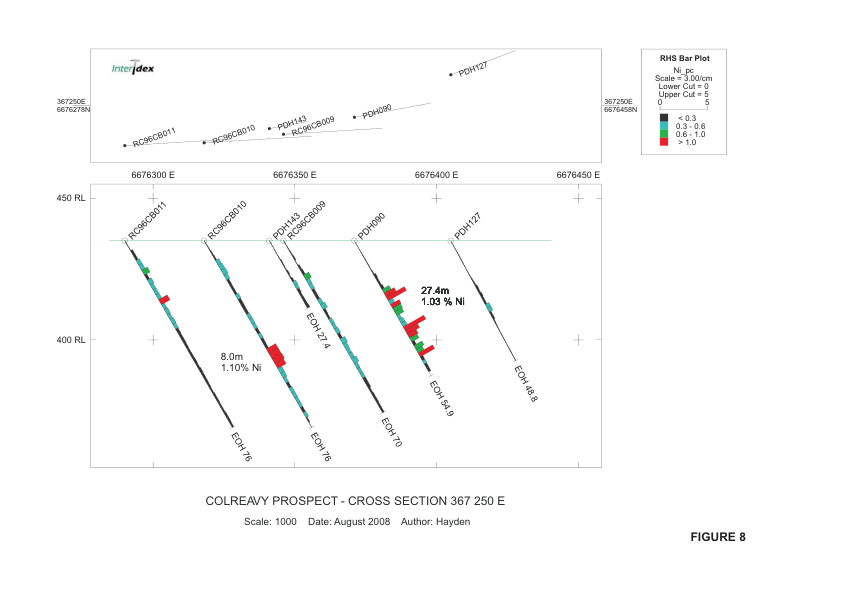 Interdex
PDH127
367250E
6676278N
PDH090
PDH143
RC96CB009
RC96CB010
RC96CB011
367250E
6676458N
RHS Bar Plot
Ni_pc
Scale = 3.00/cm
Lower Cut = 0
Upper Cut = 5
0 5
< 0.3
0.3 - 0.6
0.6 - 1.0
> 1.0
6676300 E 6676350 E 6676400 E 6676450 E
450 RL
RC96CB011
RC96CB010
PDH143
RC96CB009
PDH090
PDH127
27.4m
1.03 % Ni
400 RL
8.0m
1.10% Ni
EOH 27.4
EOH 48.8
EOH 54.9
EOH 76
EOH 76
EOH 70
COLREAVY PROSPECT - CROSS SECTION 367 250 E
Scale: 1000 Date: August 2008 Author: Hayden
FIGURE 8